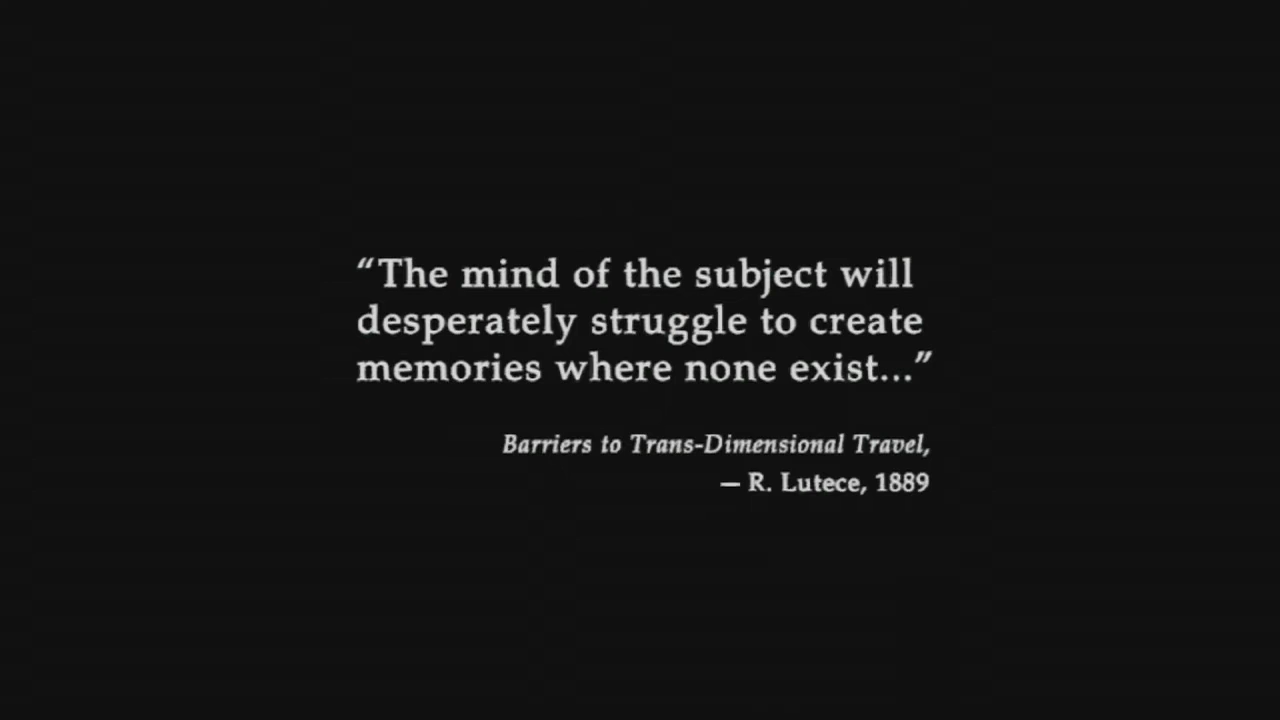 “The mind of the subject will
desperately struggle to create
memories where none exist...”
Barriers to Trans-Dimensional Travel,
— R. Lutece, 1889